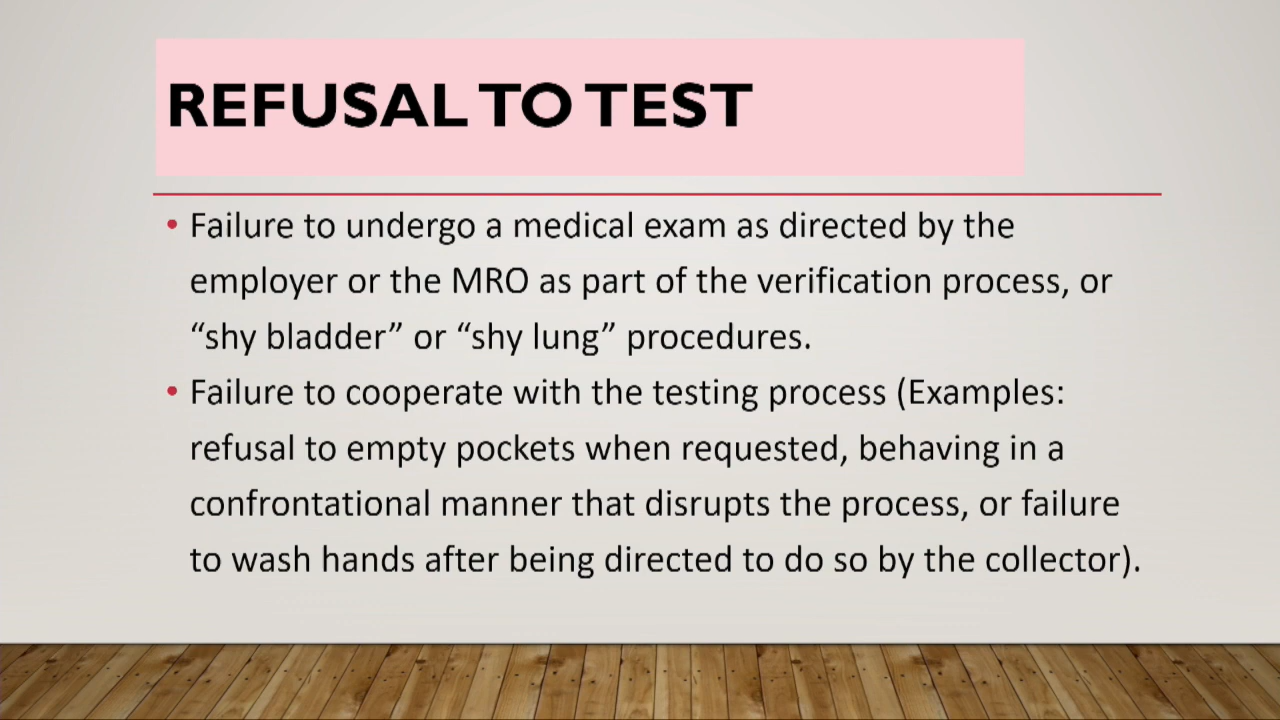 REFUSAL TO TEST
• Failure to undergo a medical exam as directed by the
employer or the MRO as part of the verification process, or
“shy bladder” or “shy lung” procedures.
• Failure to cooperate with the testing process (Examples:
refusal to empty pockets when requested, behaving in a
confrontational manner that disrupts the process, or failure
to wash hands after being directed to do so by the collector).